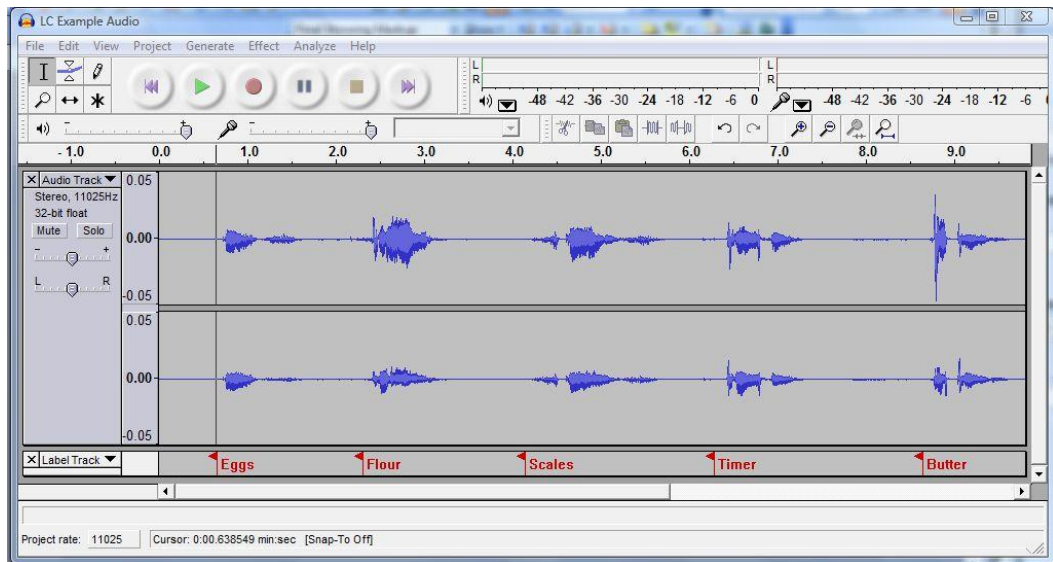 LC Example Audio
File Edit View Project Generate Effect Analyze Help
L
R
-48 -42 -36 -30 -24 -18 -12 -6 0
L
R
-48 -42 -36 -30 -24 -18 -12 -6
- 1.0 0.0 1.0 2.0 3.0 4.0 5.0 6.0 7.0 8.0 9.0
X Audio Track 0.05
Stereo, 11025Hz
32-bit float
Mute Solo
0.00
- +
L R
-0.05
0.05
0.00
-0.05
X Label Track Eggs Flour Scales Timer Butter
Project rate: 11025 Cursor: 0:00.638549 min:sec [Snap-To Off]